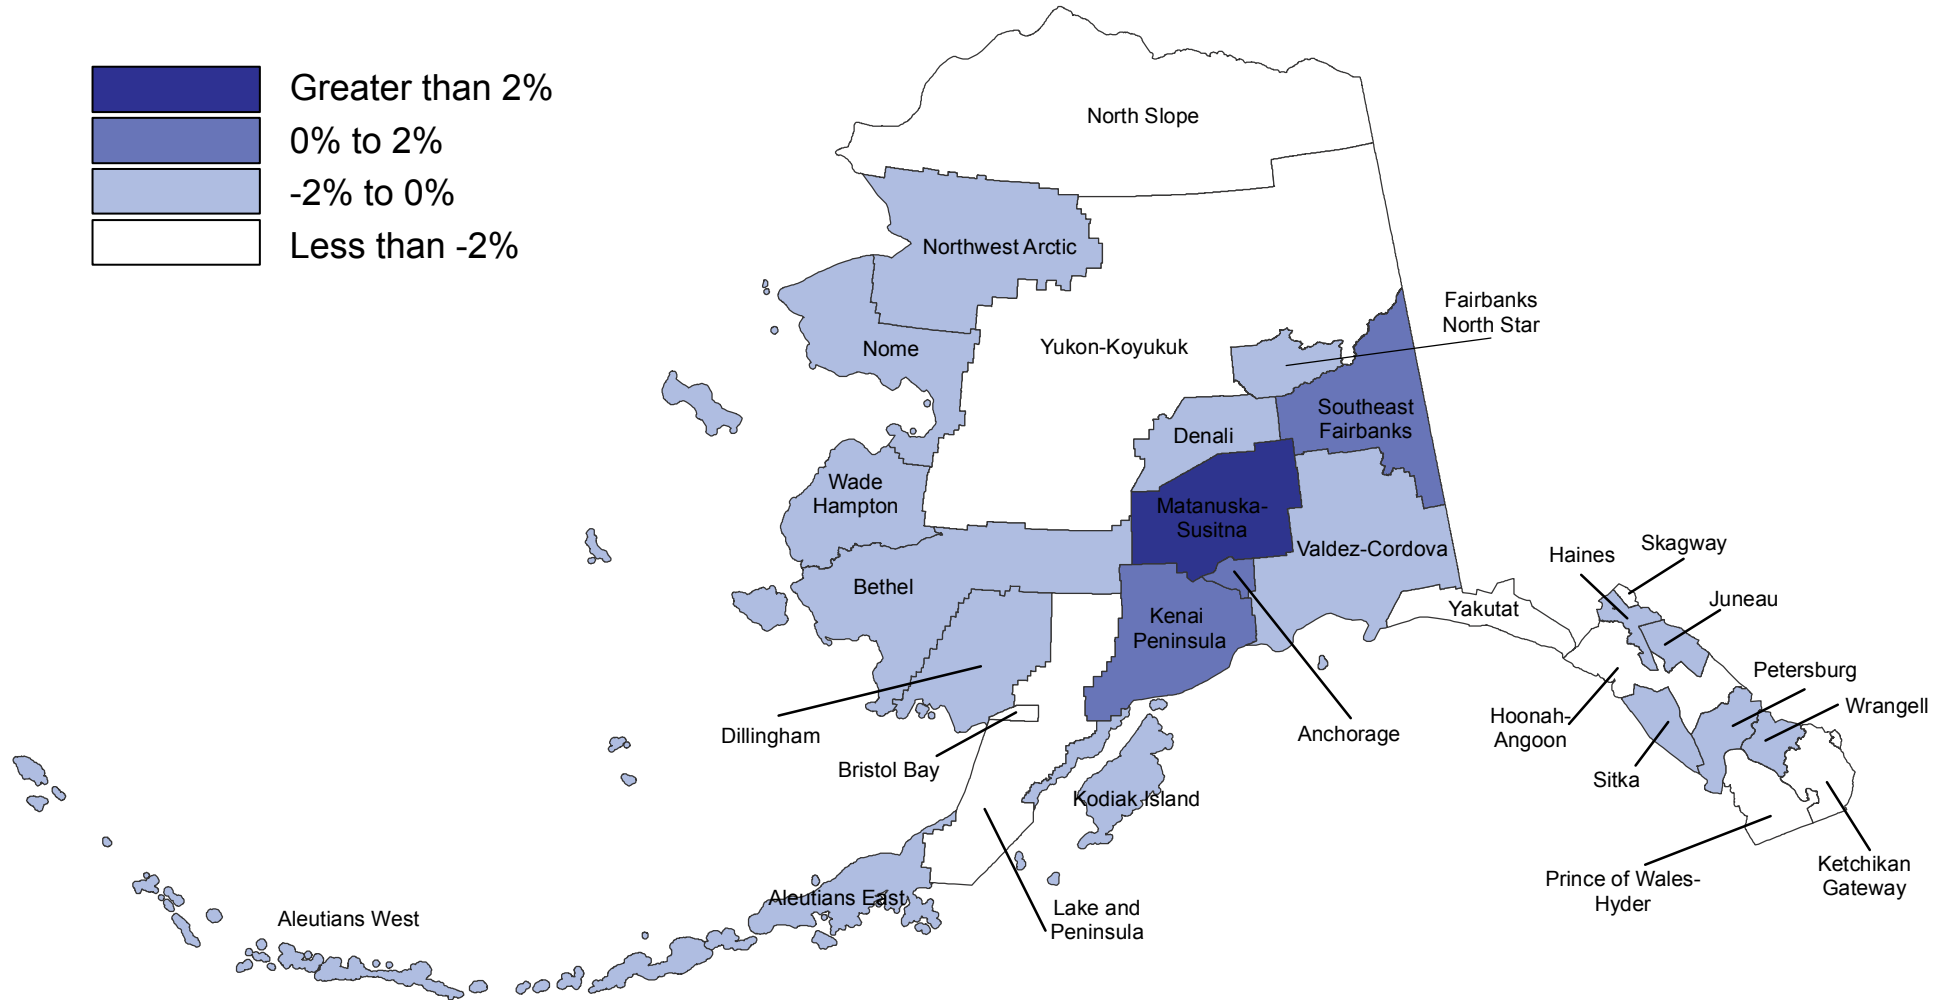 Greater than 2%
0% to 2%
-2% to 0%
Less than -2%
North Slope
Northwest Arctic
Fairbanks
North Star
Nome
Yukon-Koyukuk
Southeast
Fairbanks
Denali
Wade
Hampton
Matanuska-
Susitna
Valdez-Cordova
Haines
Skagway
Bethel
Juneau
Yakutat
Kenai
Peninsula
Petersburg
Wrangell
Dillingham
Hoonah-
Angoon
Anchorage
Bristol Bay
Sitka
Kodiak Island
Ketchikan
Gateway
Prince of Wales-
Hyder
Aleutians East
Lake and
Peninsula
Aleutians West